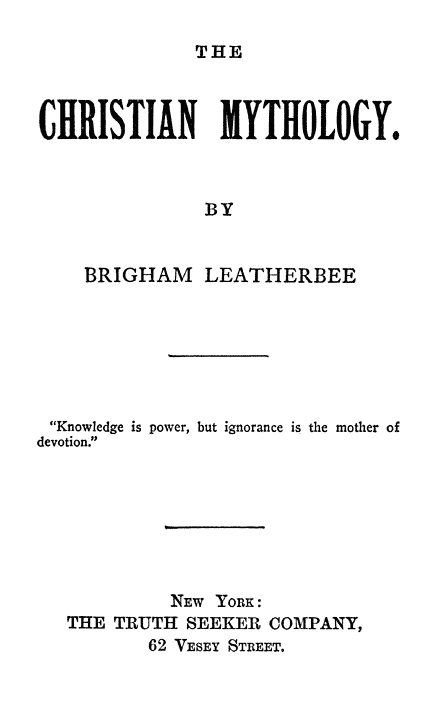 THE
CHRISTIAN MYTHOLOGY.
BY
BRIGHAM LEATHERBEE
“Knowledge is power, but ignorance is the mother of
devotion.”
NEW YORK:
THE TRUTH SEEKER COMPANY,
62 VESEY STREET.